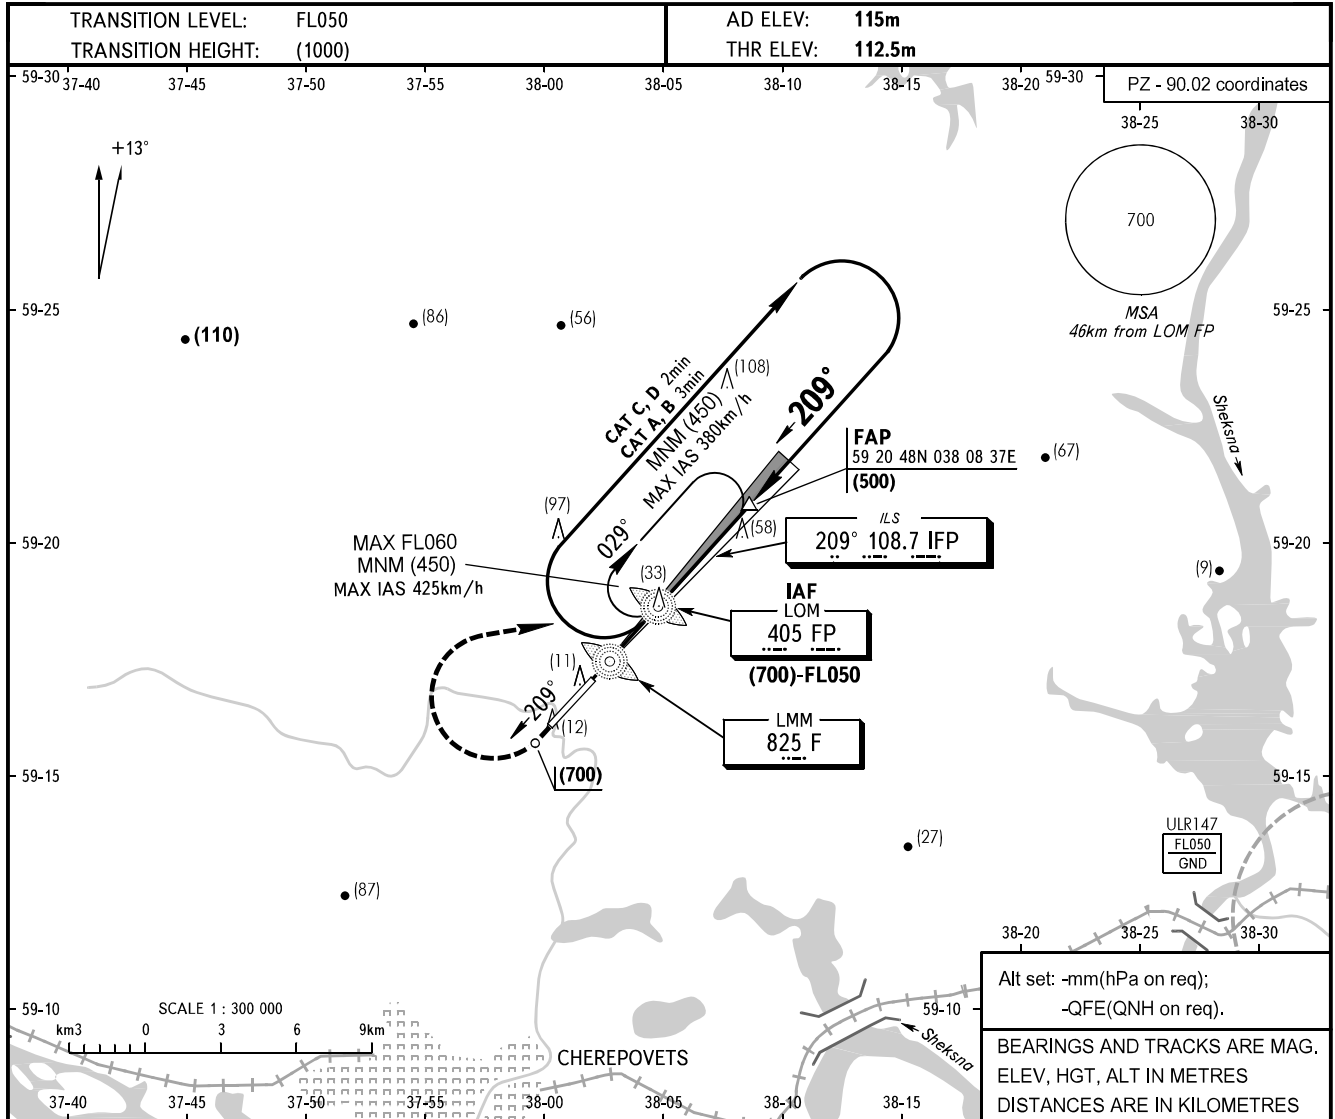 TRANSITION LEVEL: FL050
TRANSITION HEIGHT: (1000)
AD ELEV: 115m
THR ELEV: 112.5m
59-30
37-40
37-45
37-50
37-55
38-00
38-05
38-10
38-15
38-20
59-30
PZ - 90.02 coordinates
38-25
38-30
+13°
700
MSA
46km from LOM FP
59-25
59-25
(110)
(86)
(56)
CAT C, D 2min
CAT A, B 3min
MNM (450)
MAX IAS 380km/h
(108)
209°
Sheksna
FAP
59 20 48N 038 08 37E
(500)
(67)
(97)
029°
(58)
ILS
209° 108.7 IFP
59-20
59-20
MAX FL060
MNM (450)
MAX IAS 425km/h
(33)
(9)
IAF
LOM
405 FP
(700)-FL050
(11)
209°
(12)
LMM
825 F
(700)
59-15
59-15
ULR147
FL050
GND
(27)
(87)
38-20
38-25
38-30
Alt set: -mm(hPa on req);
-QFE(QNH on req).
59-10
59-10
SCALE 1 : 300 000
km3 0 3 6 9km
CHEREPOVETS
Sheksna
BEARINGS AND TRACKS ARE MAG.
ELEV, HGT, ALT IN METRES
DISTANCES ARE IN KILOMETRES
37-40
37-45
37-50
37-55
38-00
38-05
38-10
38-15